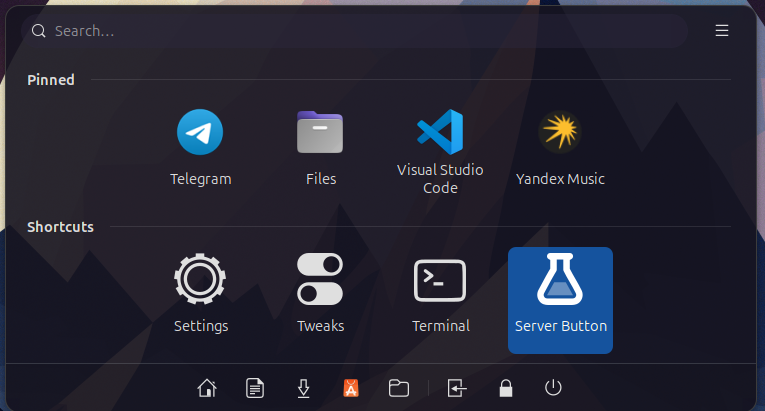 Search...
Pinned
Telegram
Files
Visual Studio
Code
Yandex Music
Shortcuts
Settings
Tweaks
Terminal
Server Button